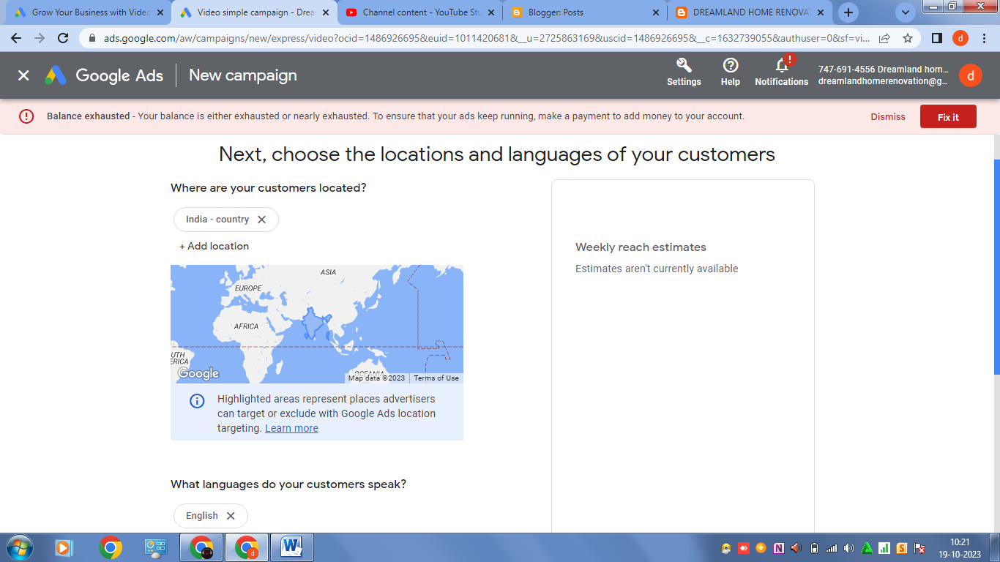 Grow Your Business with Video
Video simple campaign - Drea
Channel content - YouTube Stu
Blogger: Posts
DREAMLAND HOME RENOVAT
ads.google.com/aw/campaigns/new/express/video?ocid=1486926695&euid=1011420681&__u=2725863169&uscid=1486926695&__c=1632739055&authuser=0&sf=vi...
d
Google Ads
New campaign
Settings
Help
Notifications
!
747-691-4556 Dreamland hom...
dreamlandhomerenovation@g...
d
Balance exhausted - Your balance is either exhausted or nearly exhausted. To ensure that your ads keep running, make a payment to add money to your account.
Dismiss
Fix it
Next, choose the locations and languages of your customers
Where are your customers located?
India - country
+ Add location
ASIA
EUROPE
AFRICA
UTH
ERICA
OCEANIA
Google
Map data ©2023
Terms of Use
Highlighted areas represent places advertisers
can target or exclude with Google Ads location
targeting. Learn more
Weekly reach estimates
Estimates aren't currently available
What languages do your customers speak?
English
10:21
19-10-2023